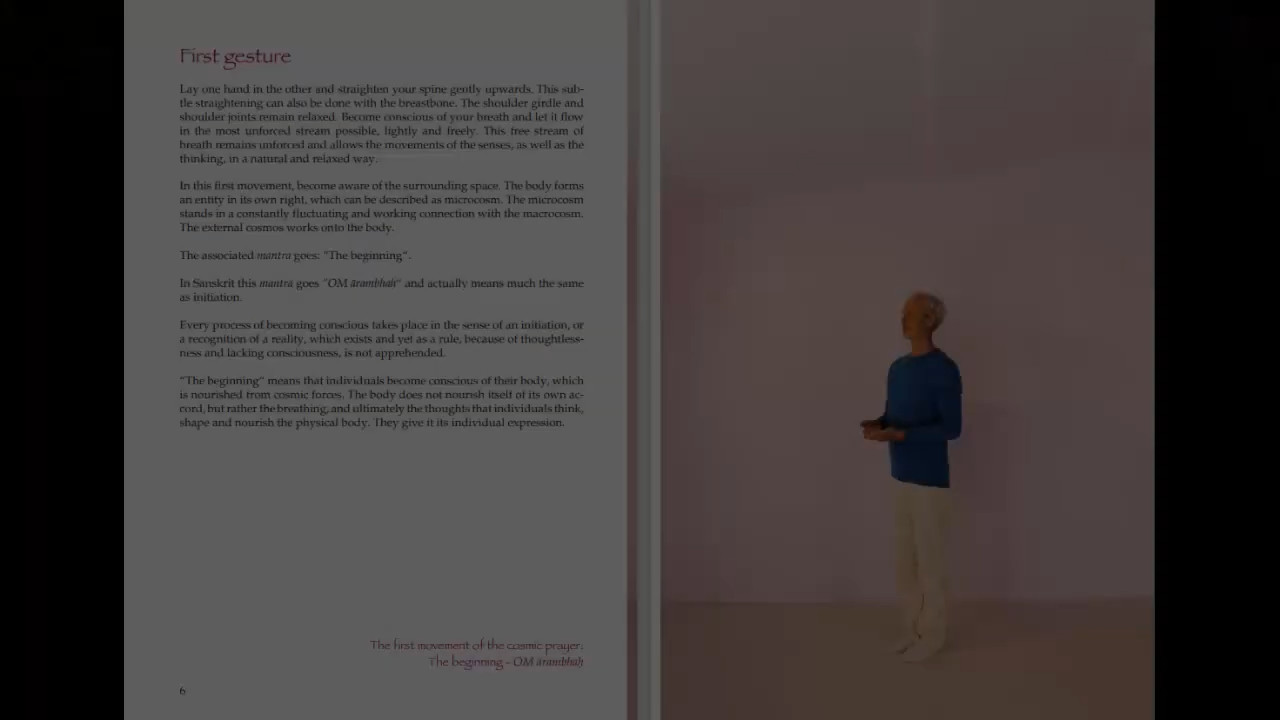 First gesture
Lay one hand in the other and straighten your spine gently upwards. This sub-
tle straightening can also be done with the breastbone. The shoulder girdle and
shoulder joints remain relaxed. Become conscious of your breath and let it flow
in the most unforced stream possible, lightly and freely. This free stream of
breath remains unforced and allows the movements of the senses, as well as the
thinking, in a natural and relaxed way.
In this first movement, become aware of the surrounding space. The body forms
an entity in its own right, which can be described as microcosm. The microcosm
stands in a constantly fluctuating and working connection with the macrocosm.
The external cosmos works onto the body.
The associated mantra goes: "The beginning".
In Sanskrit this mantra goes "OM ārambhaḥ" and actually means much the same
as initiation.
Every process of becoming conscious takes place in the sense of an initiation, or
a recognition of a reality, which exists and yet as a rule, because of thoughtless-
ness and lacking consciousness, is not apprehended.
"The beginning" means that individuals become conscious of their body, which
is nourished from cosmic forces. The body does not nourish itself of its own ac-
cord, but rather the breathing, and ultimately the thoughts that individuals think,
shape and nourish the physical body. They give it its individual expression.
The first movement of the cosmic prayer.
The beginning - OM ārambhaḥ
6